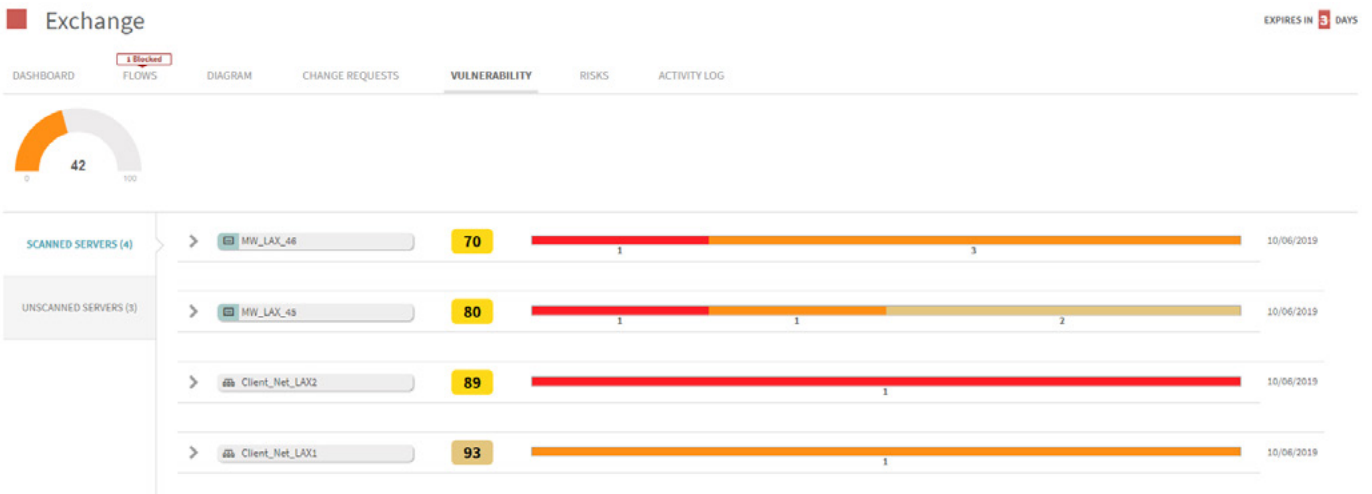 Exchange
EXPIRES IN 3 DAYS
1 Blocked
DASHBOARD FLOWS DIAGRAM CHANGE REQUESTS VULNERABILITY RISKS ACTIVITY LOG
42
0 100
SCANNED SERVERS (4)
UNSCANNED SERVERS (3)
MW_LAX_46 70 10/06/2019
1 3
MW_LAX_45 80 10/06/2019
1 1 2
Client_Net_LAX2 89 10/06/2019
1
Client_Net_LAX1 93 10/06/2019
1